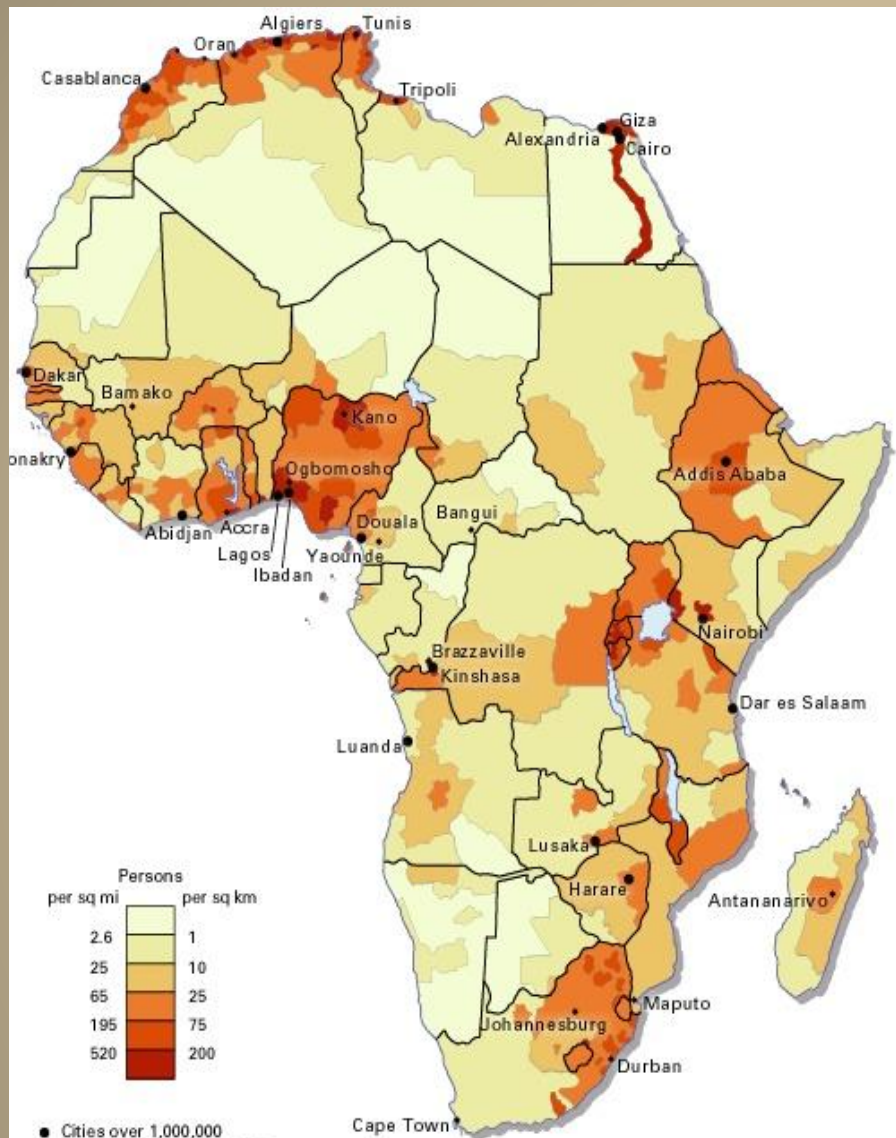 Algiers
Tunis
Oran
Casablanca
Tripoli
Giza
Alexandria
Cairo
Dakar
Bamako
Kano
onakry
Ogbomosho
Addis Ababa
Abidjan
Accra
Lagos
Ibadan
Douala
Yaounde
Bangui
Nairobi
Brazzaville
Kinshasa
Dar es Salaam
Luanda
Lusaka
Harare
Antananarivo
Maputo
Johannesburg
Durban
Cape Town
Persons
per sq mi per sq km
2.6 1
25 10
65 25
195 75
520 200
Cities over 1,000,000